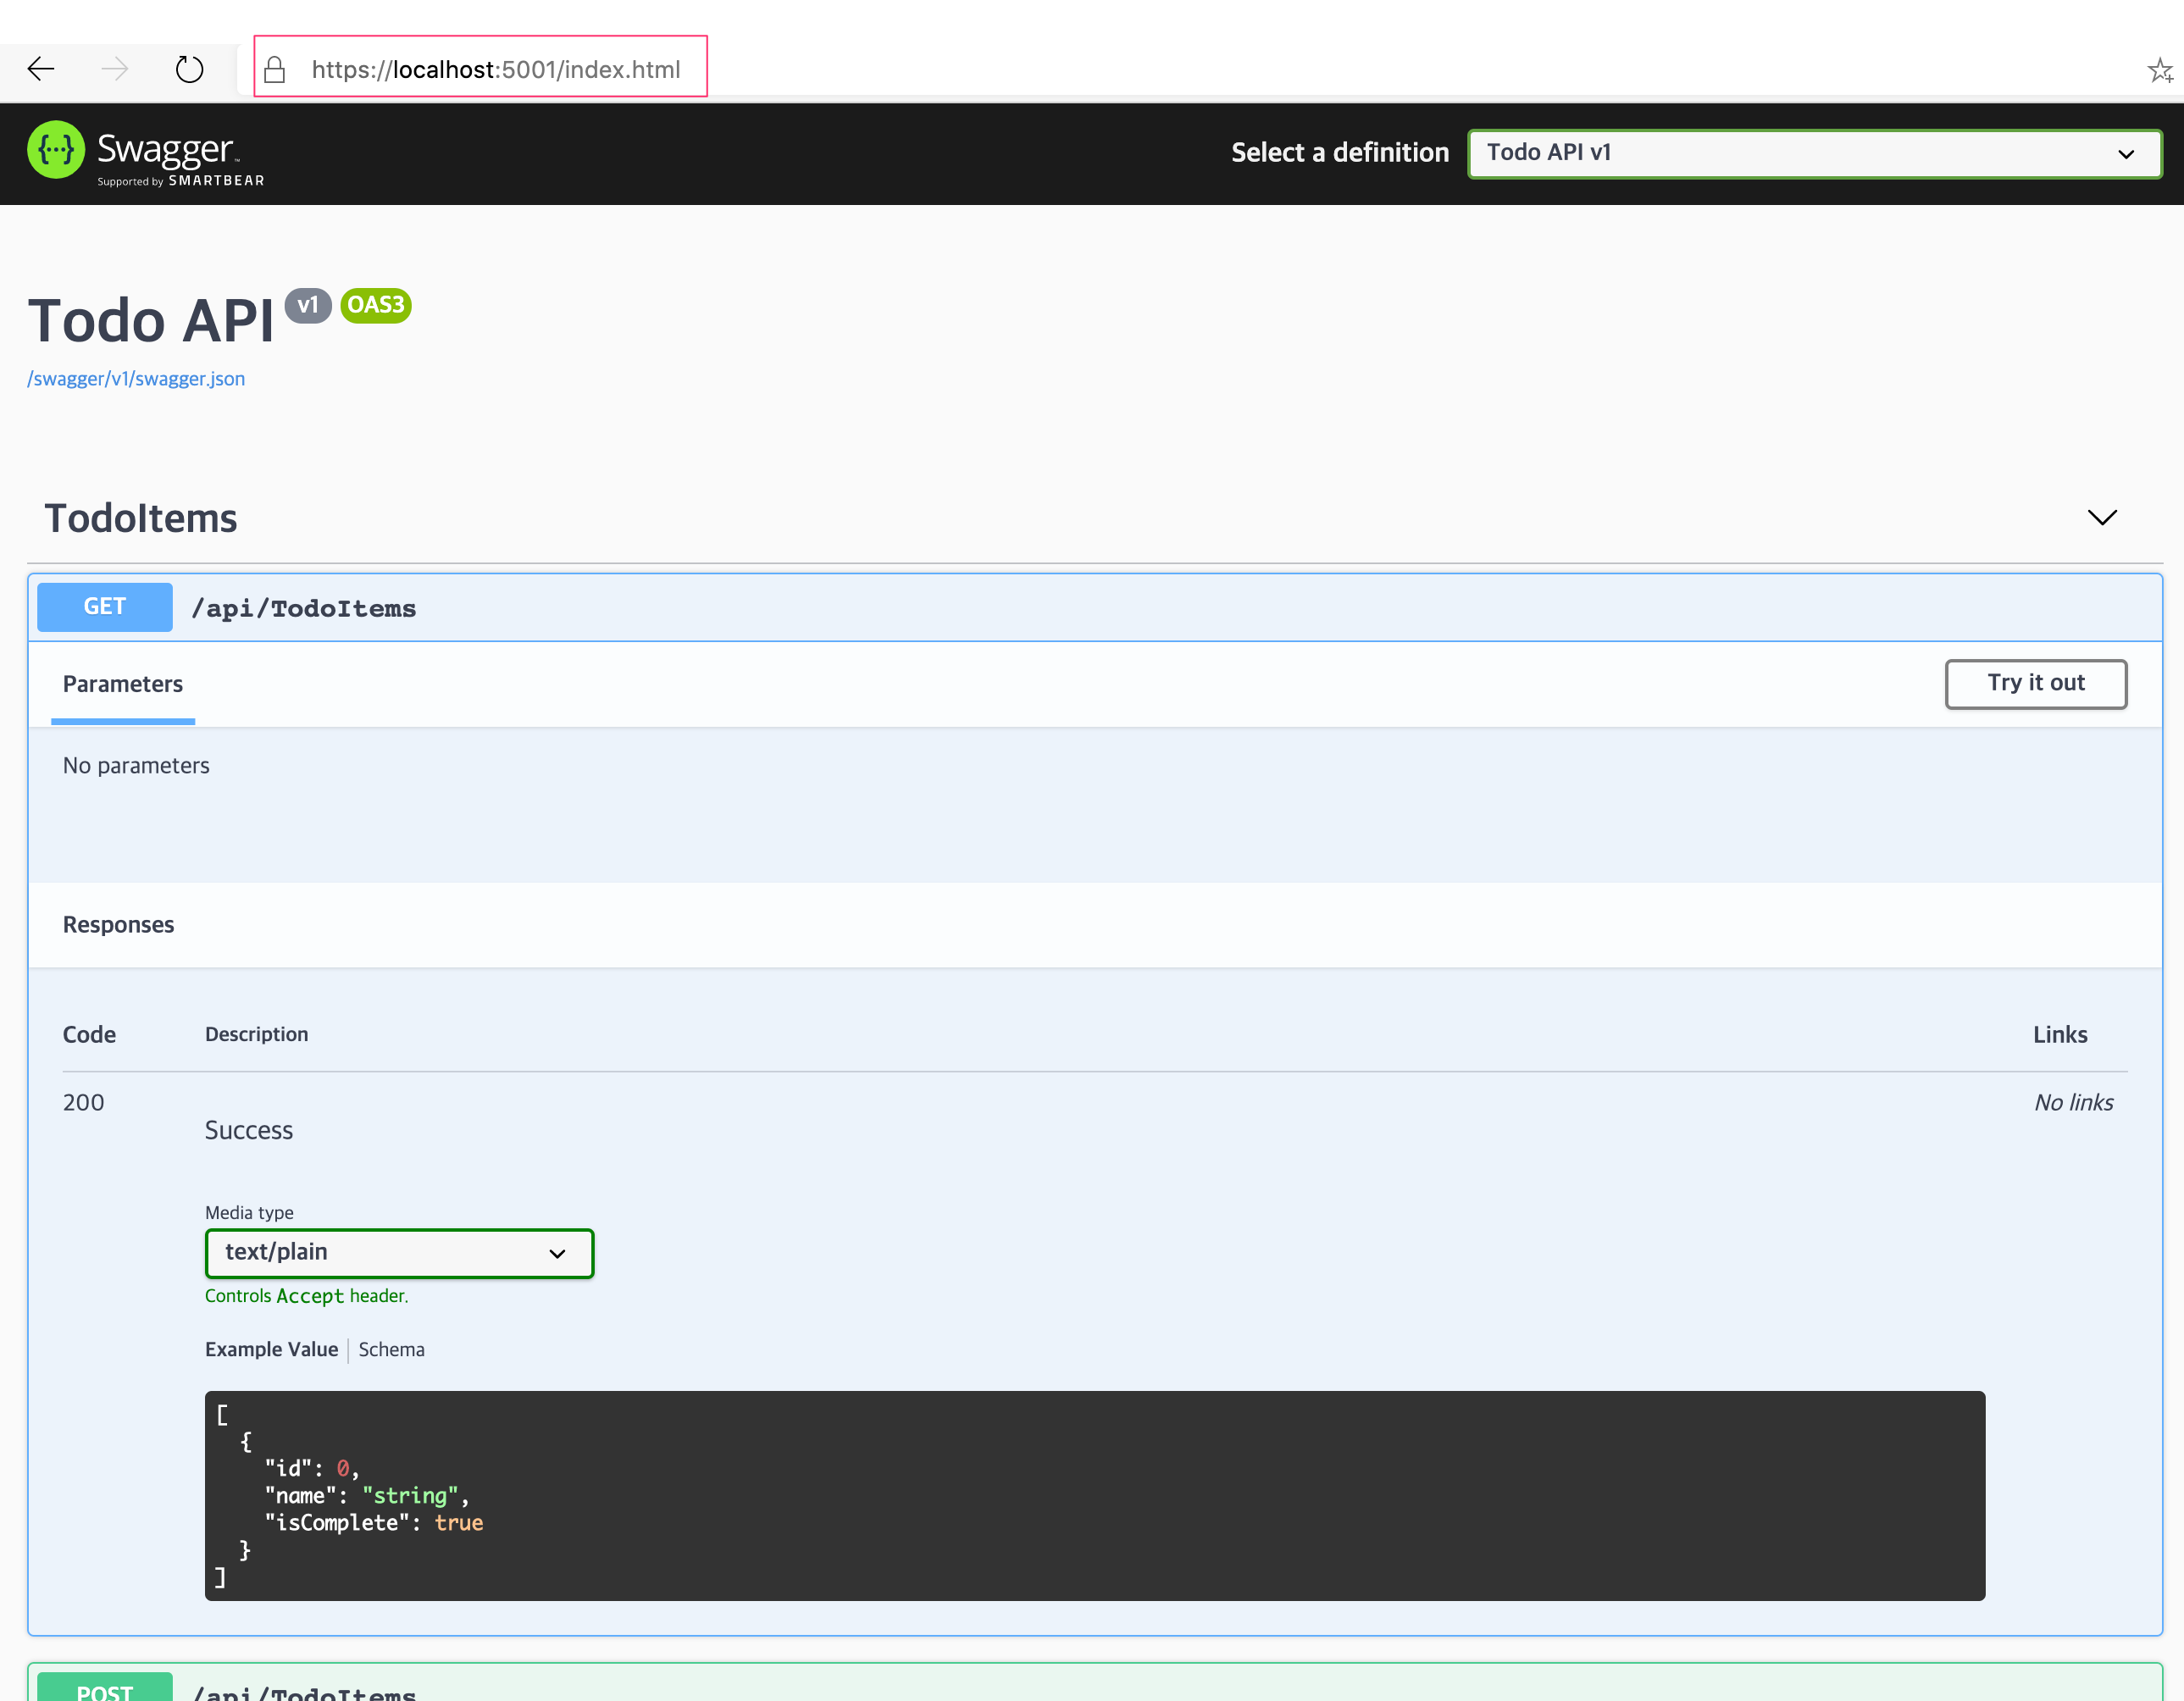 https://localhost:5001/index.html
Swagger™
Supported by SMARTBEAR
Select a definition
Todo API v1
Todo API v1 OAS3
/swagger/v1/swagger.json
TodoItems
GET /api/TodoItems
Parameters
Try it out
No parameters
Responses
Code Description Links
200
Success
No links
Media type
text/plain
Controls Accept header.
Example Value Schema
[
{
"id": 0,
"name": "string",
"isComplete": true
}
]
POST /api/TodoItems